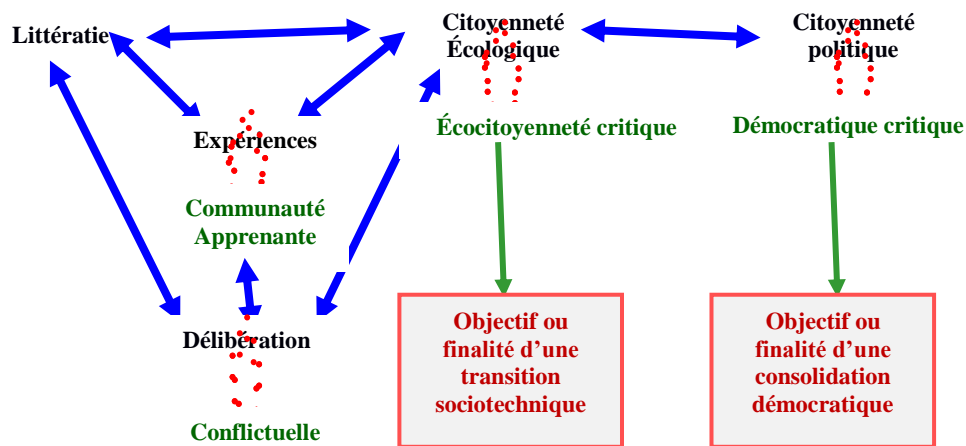 Littératie
Citoyenneté
Écologique
Citoyenneté
politique
Expériences
Écocitoyenneté critique
Démocratique critique
Communauté
Apprenante
Délibération
Conflictuelle
Objectif ou
finalité d’une
transition
sociotechnique
Objectif ou
finalité d’une
consolidation
démocratique